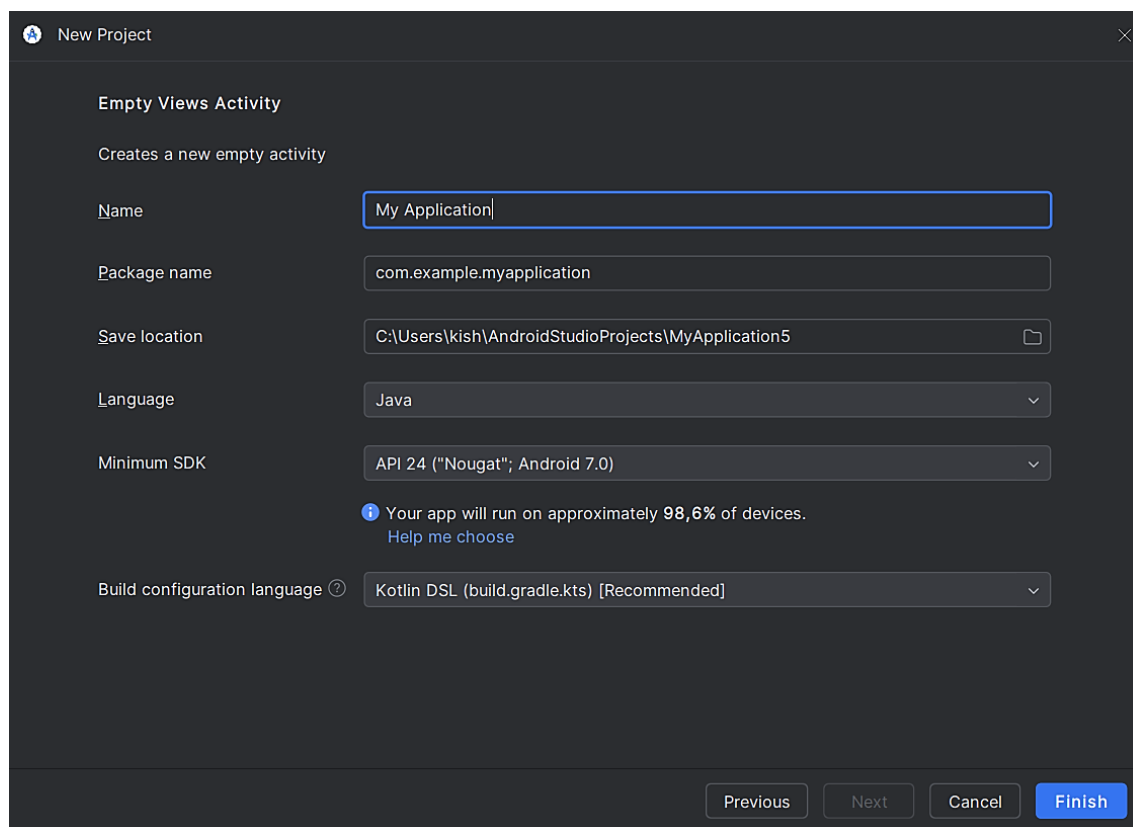 New Project
Empty Views Activity
Creates a new empty activity
Name My Application
Package name com.example.myapplication
Save location C:\Users\kish\AndroidStudioProjects\MyApplication5
Language Java
Minimum SDK API 24 ("Nougat"; Android 7.0)
Your app will run on approximately 98,6% of devices.
Help me choose
Build configuration language Kotlin DSL (build.gradle.kts) [Recommended]
Previous Next Cancel Finish